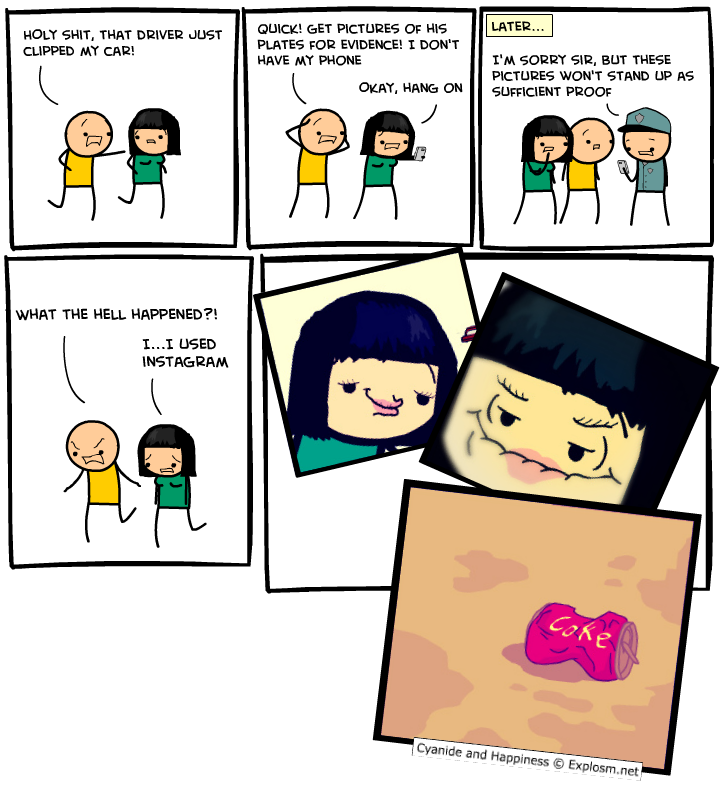 HOLY SHIT, THAT DRIVER JUST
CLIPPED MY CAR!
QUICK! GET PICTURES OF HIS
PLATES FOR EVIDENCE! I DON'T
HAVE MY PHONE
OKAY, HANG ON
LATER...
I'M SORRY SIR, BUT THESE
PICTURES WON'T STAND UP AS
SUFFICIENT PROOF
WHAT THE HELL HAPPENED?!
I...I USED
INSTAGRAM
Coke
Cyanide and Happiness © Explosm.net